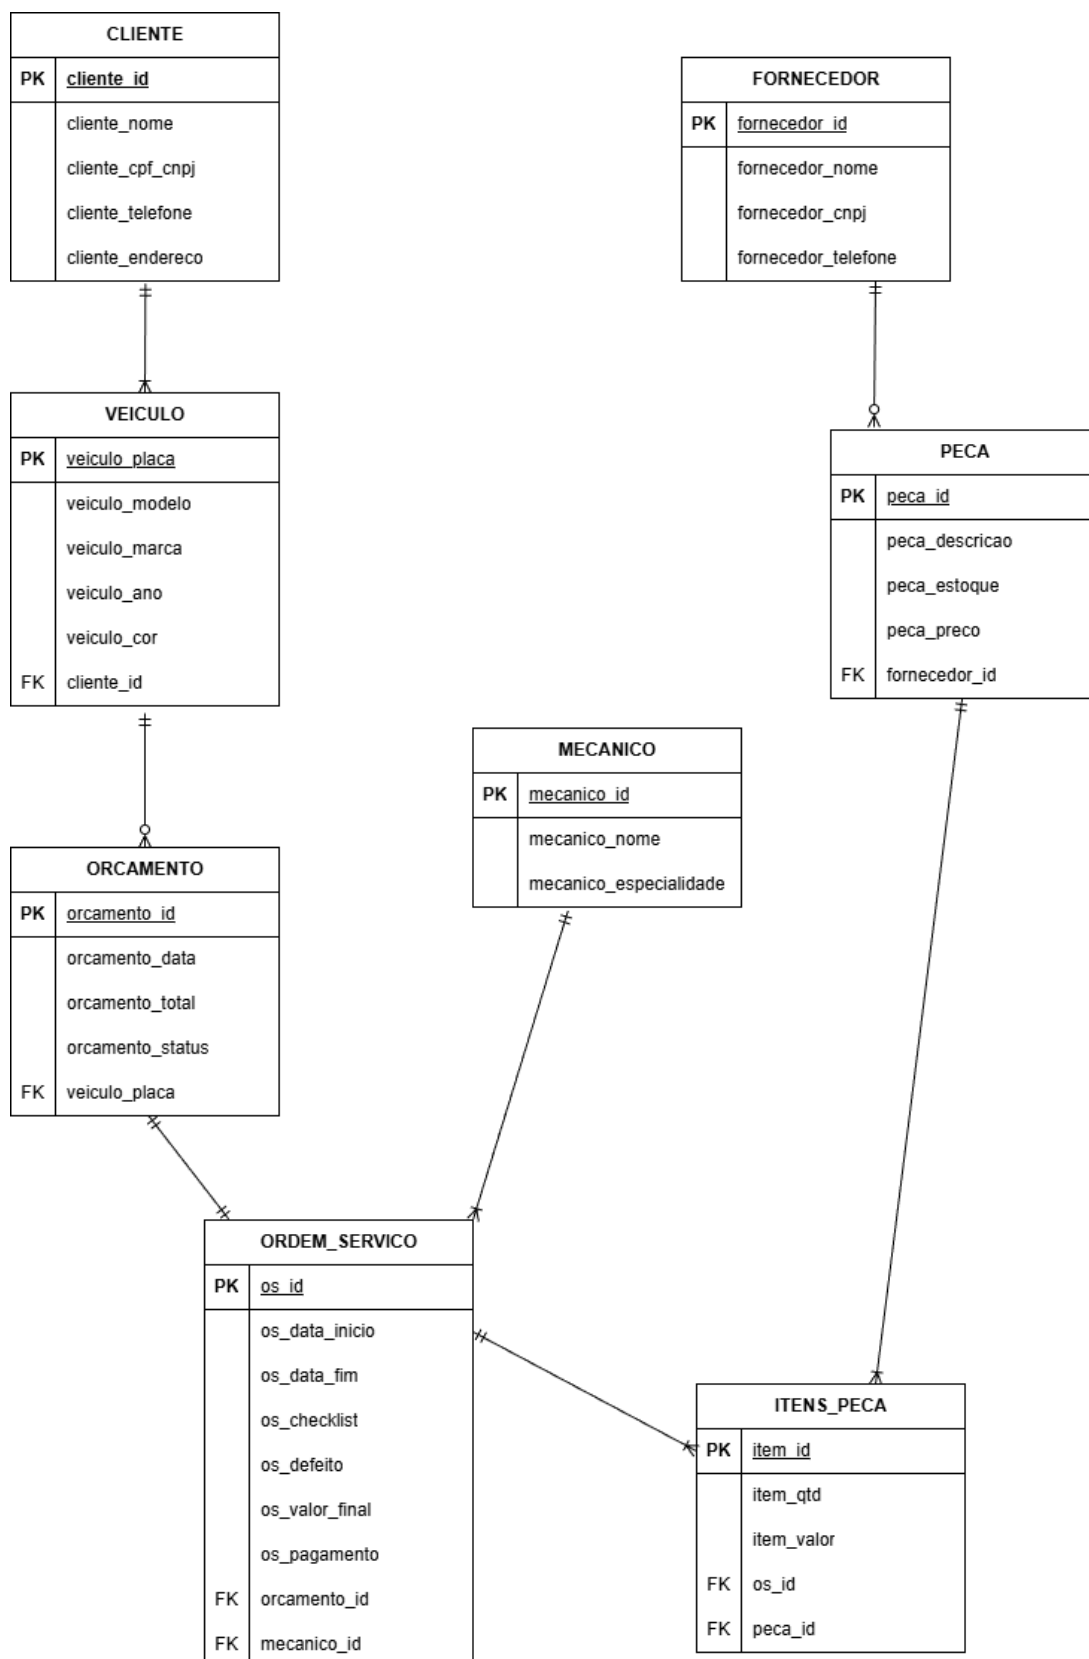 CLIENTE
PK cliente_id
cliente_nome
cliente_cpf_cnpj
cliente_telefone
cliente_endereco
FORNECEDOR
PK fornecedor_id
fornecedor_nome
fornecedor_cnpj
fornecedor_telefone
VEICULO
PK veiculo_placa
veiculo_modelo
veiculo_marca
veiculo_ano
veiculo_cor
FK cliente_id
PECA
PK peca_id
peca_descricao
peca_estoque
peca_preco
FK fornecedor_id
MECANICO
PK mecanico_id
mecanico_nome
mecanico_especialidade
ORCAMENTO
PK orcamento_id
orcamento_data
orcamento_total
orcamento_status
FK veiculo_placa
ORDEM_SERVICO
PK os_id
os_data_inicio
os_data_fim
os_checklist
os_defeito
os_valor_final
os_pagamento
FK orcamento_id
FK mecanico_id
ITENS_PECA
PK item_id
item_qtd
item_valor
FK os_id
FK peca_id